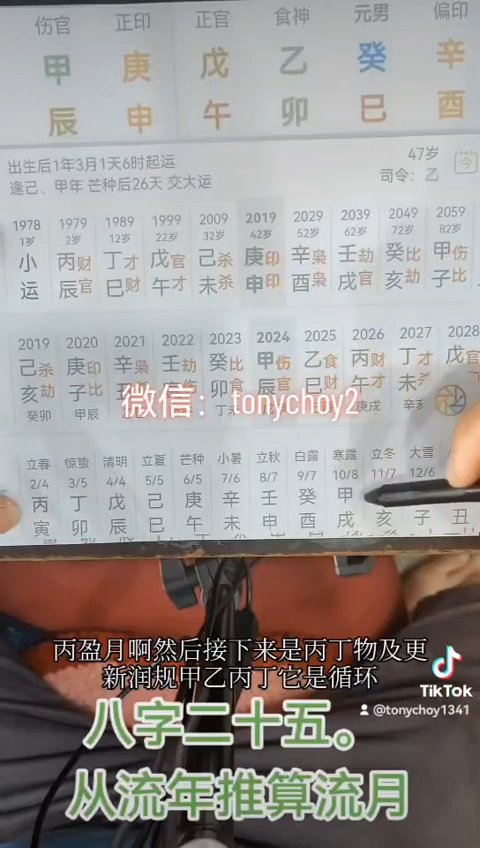 伤官 正印 正官 食神 元男 偏印
甲 庚 戊 乙 癸 辛
辰 申 午 卯 巳 酉
出生后1年3月1天6时起运
逢己、甲年 芒种后26天 交大运
47岁
司令：乙
今
1978 1979 1989 1999 2009 2019 2029 2039 2049 2059
1岁 2岁 12岁 22岁 32岁 42岁 52岁 62岁 72岁 82岁
小 丙财 丁才 戊官 己杀 庚印 辛枭 壬劫 癸比 甲伤
运 辰官 巳财 午才 未杀 申印 酉枭 戌官 亥劫 子比
2019 2020 2021 2022 2023 2024 2025 2026 2027 2028
己杀 庚印 辛枭 壬劫 癸比 甲伤 乙食 丙财 丁才 戊官
亥劫 子比 卯食 辰官 巳财 午才 未杀
癸卯 甲辰
微信：tonychoy2
立春 惊蛰 清明 立夏 芒种 小暑 立秋 白露 寒露 立冬 大雪
2/4 3/5 4/4 5/5 6/5 7/6 8/7 9/7 10/8 11/7 12/6
丙 丁 戊 己 庚 辛 壬 癸 甲
寅 卯 辰 巳 午 未 申 酉 戌 亥 子 丑
丙盈月啊然后接下来是丙丁物及更
新润规甲乙丙丁它是循环
TikTok
@tonychoy1341
八字二十五。
从流年推算流月